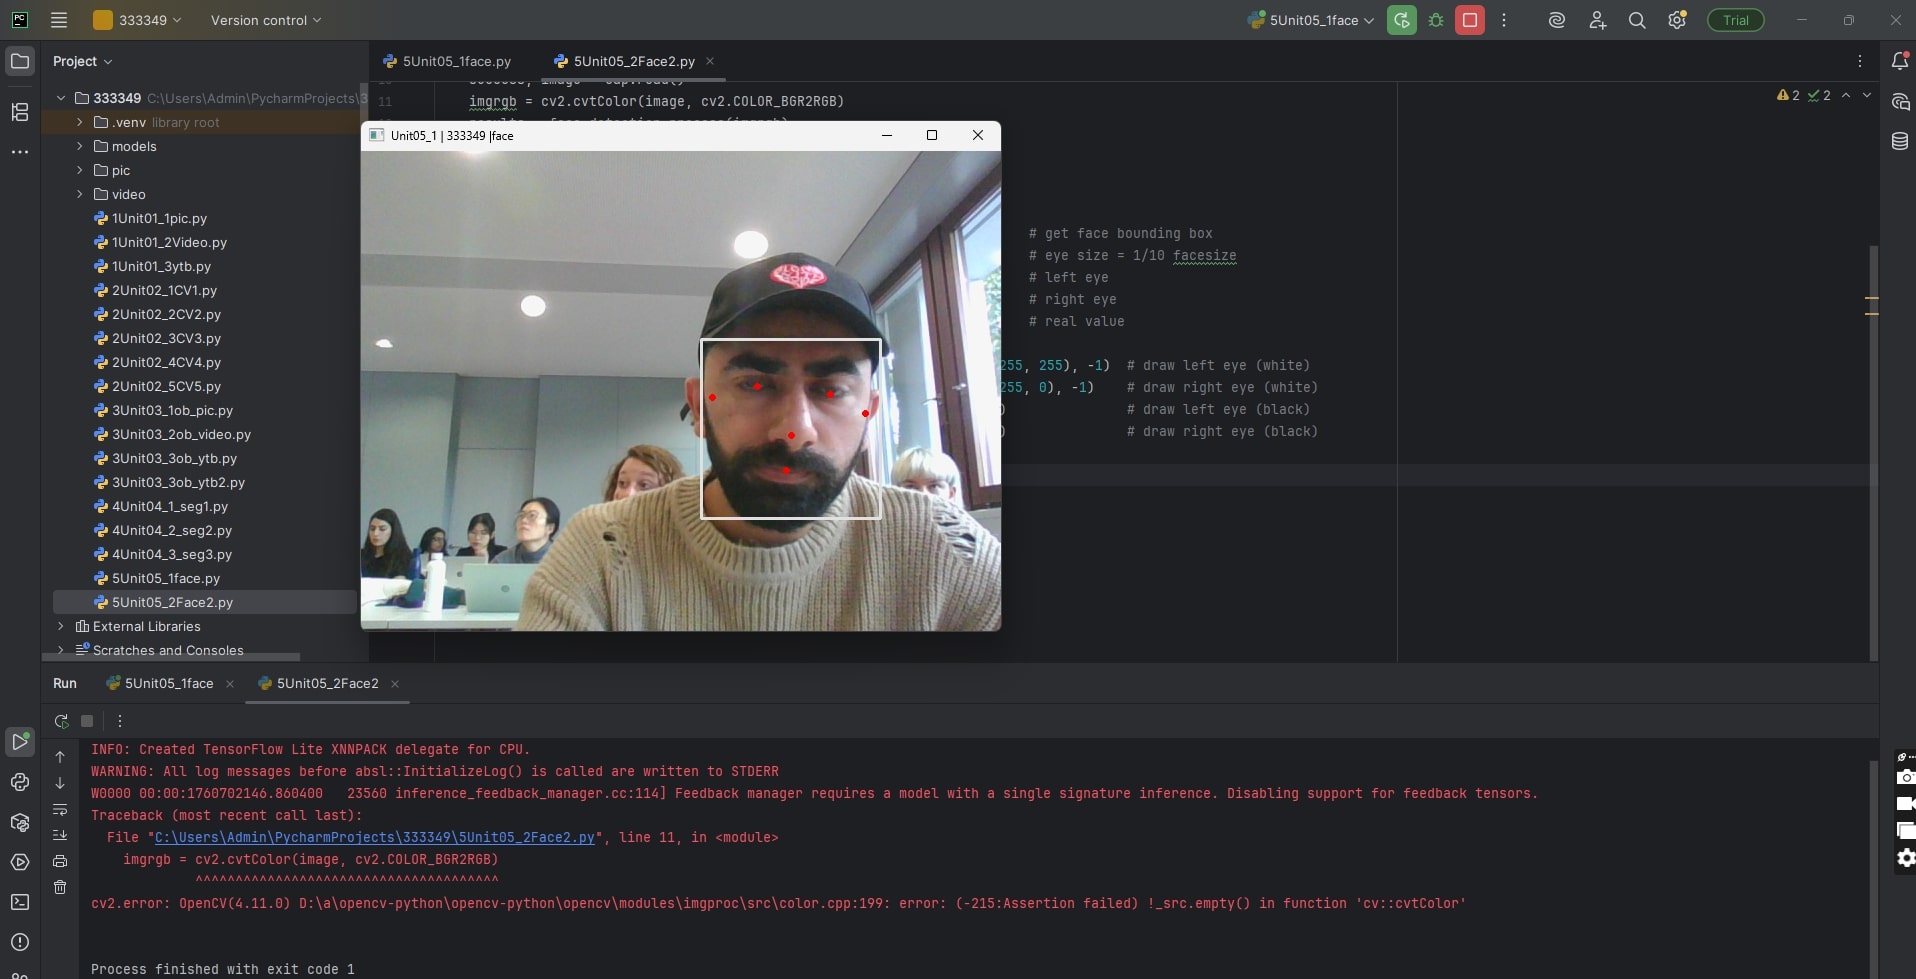 333349
Version control
5Unit05_1face
Trial
Project
5Unit05_1face.py
5Unit05_2Face2.py
333349 C:\Users\Admin\PycharmProjects\3
.venv library root
models
pic
video
1Unit01_1pic.py
1Unit01_2Video.py
1Unit01_3ytb.py
2Unit02_1CV1.py
2Unit02_2CV2.py
2Unit02_3CV3.py
2Unit02_4CV4.py
2Unit02_5CV5.py
3Unit03_1ob_pic.py
3Unit03_2ob_video.py
3Unit03_3ob_ytb.py
3Unit03_3ob_ytb2.py
4Unit04_1_seg1.py
4Unit04_2_seg2.py
4Unit04_3_seg3.py
5Unit05_1face.py
5Unit05_2Face2.py
External Libraries
Scratches and Consoles
11 imgrgb = cv2.cvtColor(image, cv2.COLOR_BGR2RGB)
2 2
Unit05_1 | 333349 |face
# get face bounding box
# eye size = 1/10 facesize
# left eye
# right eye
# real value
255, 255), -1) # draw left eye (white)
255, 0), -1) # draw right eye (white)
) # draw left eye (black)
) # draw right eye (black)
Run
5Unit05_1face
5Unit05_2Face2
INFO: Created TensorFlow Lite XNNPACK delegate for CPU.
WARNING: All log messages before absl::InitializeLog() is called are written to STDERR
W0000 00:00:1760702146.860400 23560 inference_feedback_manager.cc:114] Feedback manager requires a model with a single signature inference. Disabling support for feedback tensors.
Traceback (most recent call last):
File "C:\Users\Admin\PycharmProjects\333349\5Unit05_2Face2.py", line 11, in <module>
imgrgb = cv2.cvtColor(image, cv2.COLOR_BGR2RGB)
^^^^^^^^^^^^^^^^^^^^^^^^^^^^^^^^^^^^^^
cv2.error: OpenCV(4.11.0) D:\a\opencv-python\opencv-python\opencv\modules\imgproc\src\color.cpp:199: error: (-215:Assertion failed) !_src.empty() in function 'cv::cvtColor'
Process finished with exit code 1